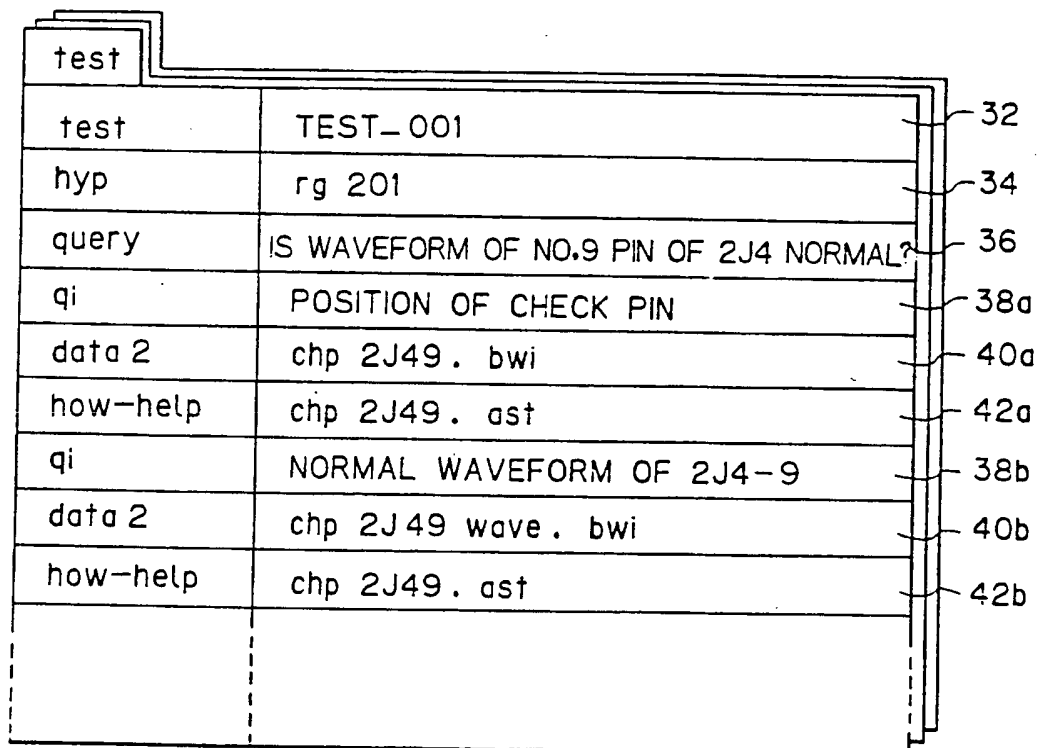 test
test TEST_001 32
hyp rg 201 34
query IS WAVEFORM OF NO.9 PIN OF 2J4 NORMAL? 36
qi POSITION OF CHECK PIN 38a
data 2 chp 2J49. bwi 40a
how-help chp 2J49. ast 42a
qi NORMAL WAVEFORM OF 2J4-9 38b
data 2 chp 2J49 wave. bwi 40b
how-help chp 2J49. ast 42b